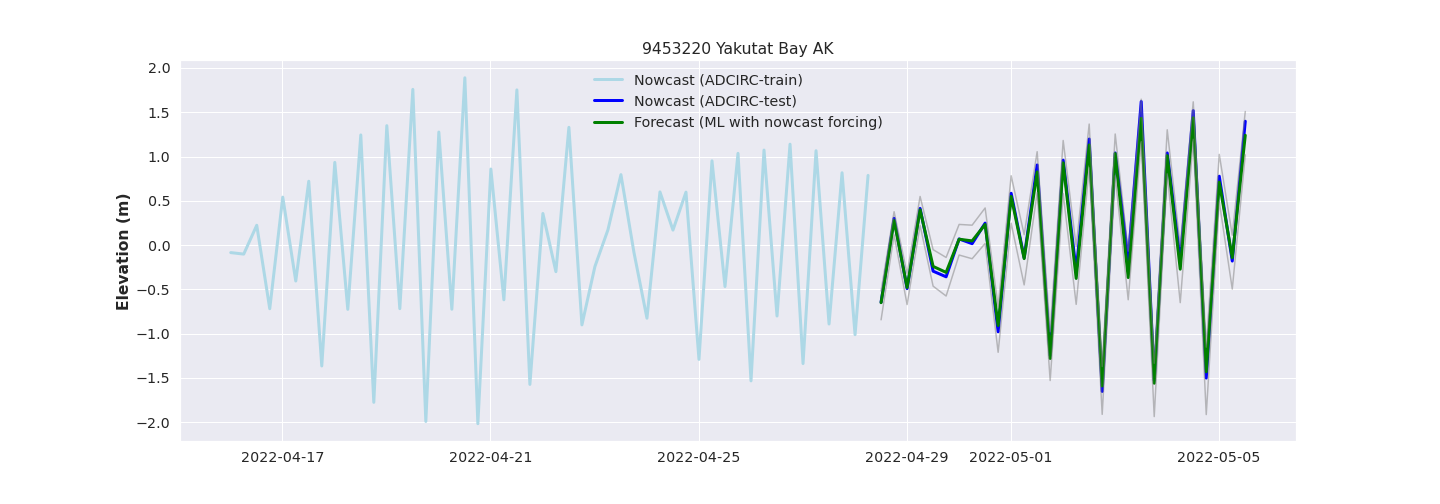 9453220 Yakutat Bay AK
Nowcast (ADCIRC-train)
Nowcast (ADCIRC-test)
Forecast (ML with nowcast forcing)
Elevation (m)
2.0
1.5
1.0
0.5
0.0
−0.5
−1.0
−1.5
−2.0
2022-04-17 2022-04-21 2022-04-25 2022-04-29 2022-05-01 2022-05-05